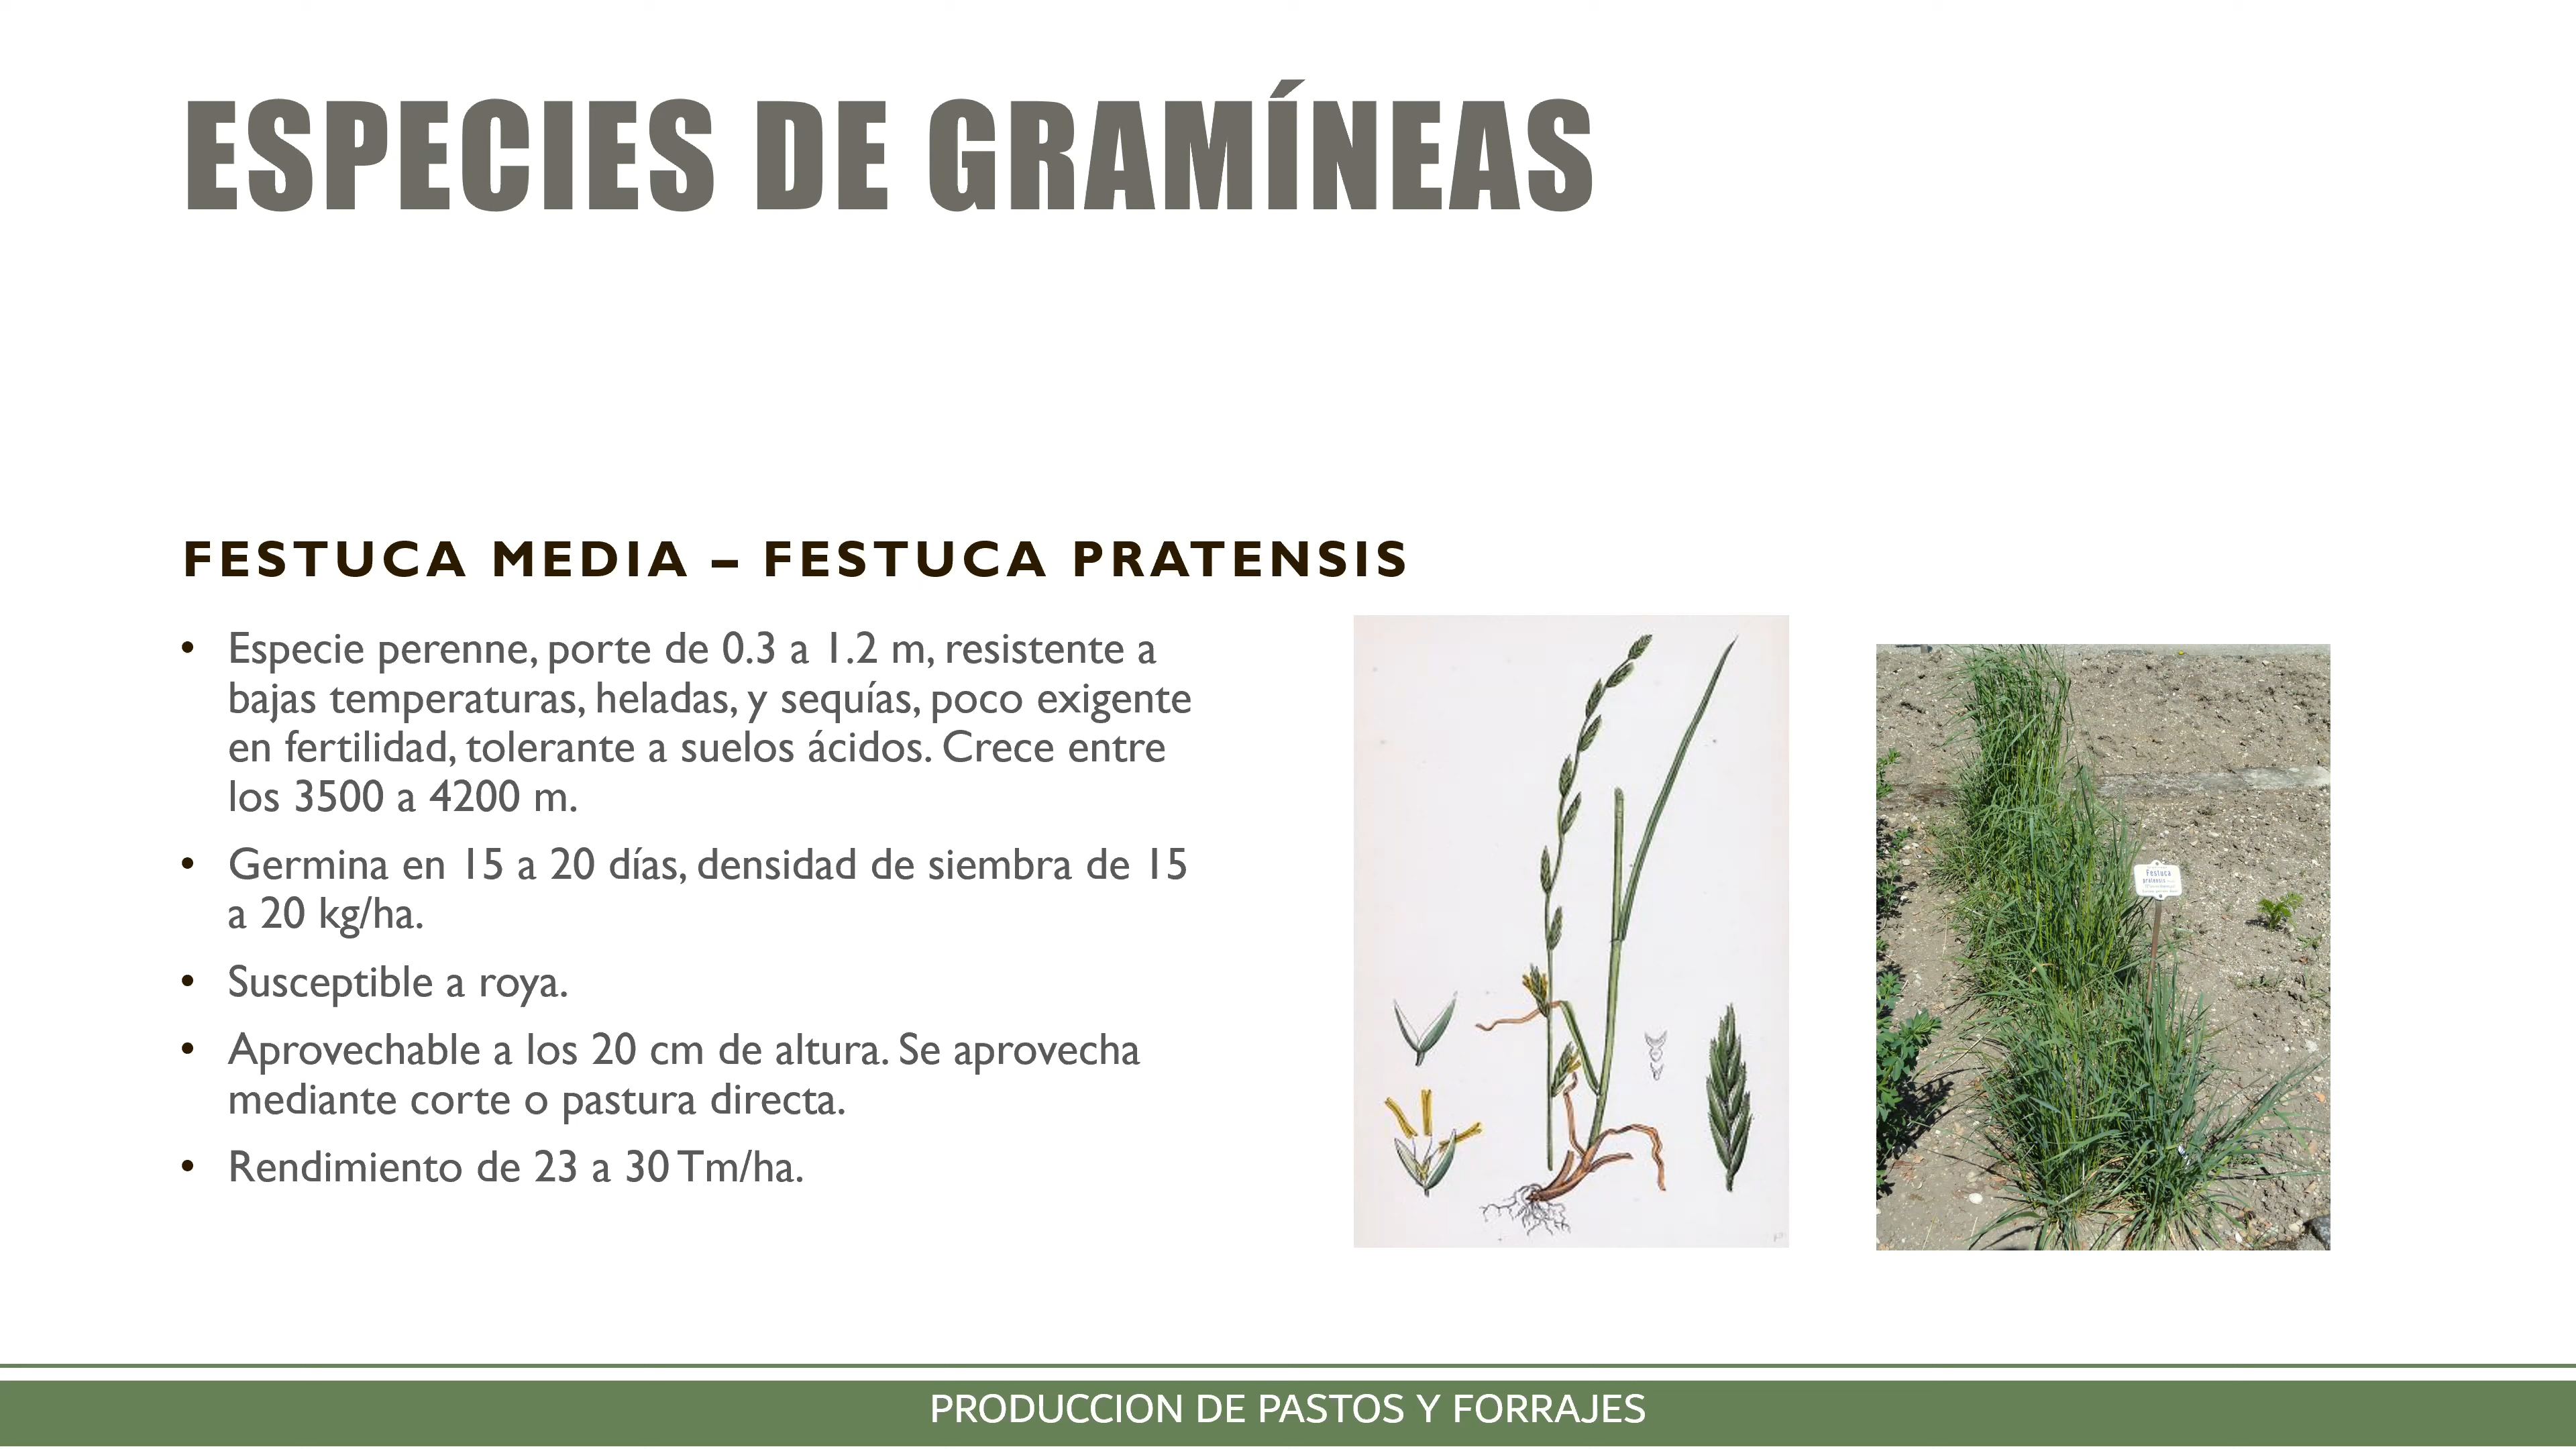 ESPECIES DE GRAMÍNEAS
FESTUCA MEDIA – FESTUCA PRATENSIS
• Especie perenne, porte de 0.3 a 1.2 m, resistente a
bajas temperaturas, heladas, y sequías, poco exigente
en fertilidad, tolerante a suelos ácidos. Crece entre
los 3500 a 4200 m.
• Germina en 15 a 20 días, densidad de siembra de 15
a 20 kg/ha.
• Susceptible a roya.
• Aprovechable a los 20 cm de altura. Se aprovecha
mediante corte o pastura directa.
• Rendimiento de 23 a 30 Tm/ha.
Festuca
pratensis
PRODUCCION DE PASTOS Y FORRAJES